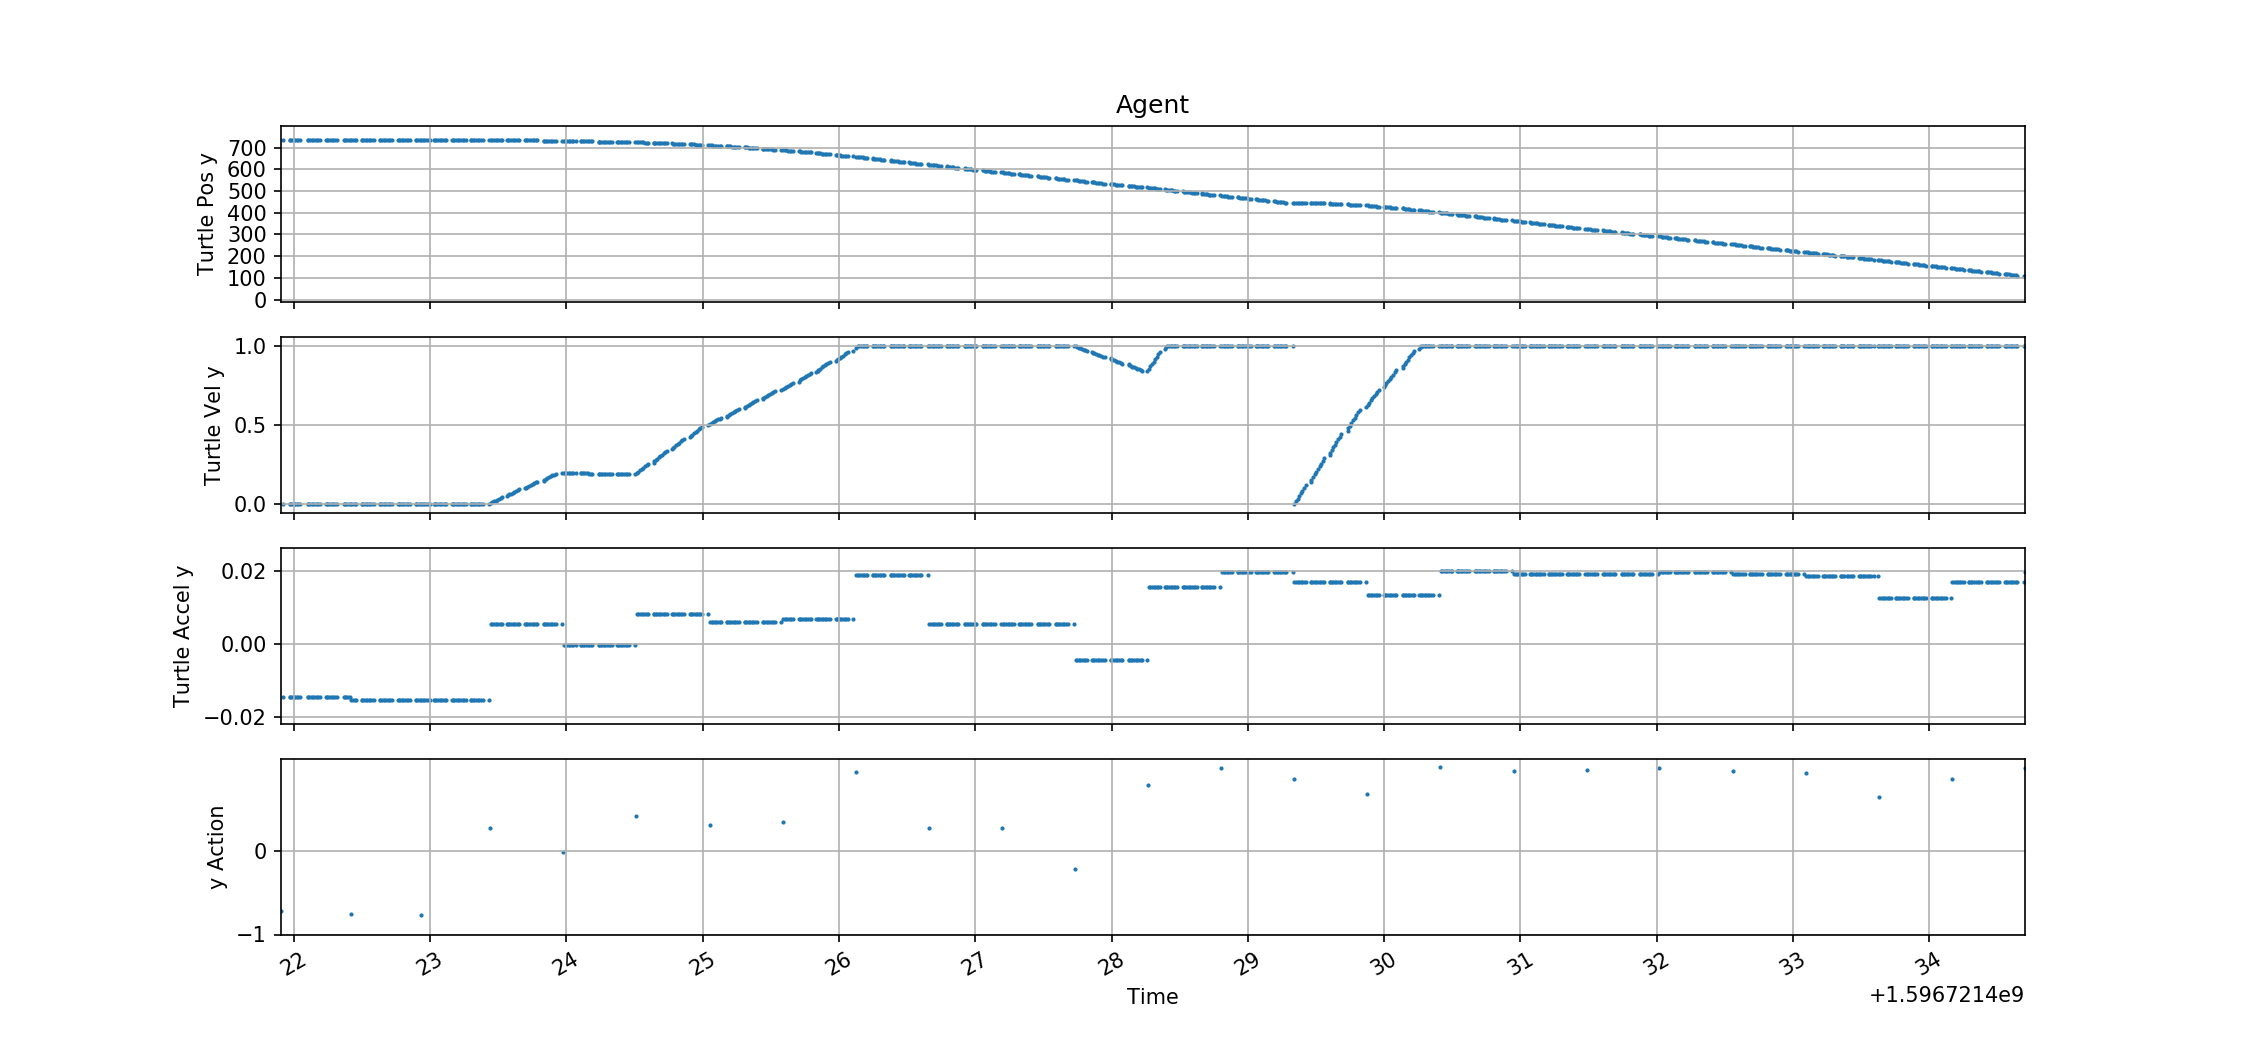 Agent
Turtle Pos y
700
600
500
400
300
200
100
0
Turtle Vel y
1.0
0.5
0.0
Turtle Accel y
0.02
0.00
−0.02
y Action
0
−1
22 23 24 25 26 27 28 29 30 31 32 33 34
Time
+1.5967214e9